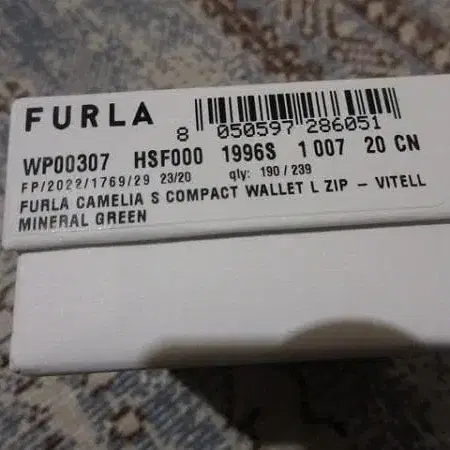 FURLA
8 050597 286051
WP00307 HSF000 1996S 1 007 20 CN
FP/2022/1769/29 23/20 qly: 190/239
FURLA CAMELIA S COMPACT WALLET L ZIP - VITELL
MINERAL GREEN